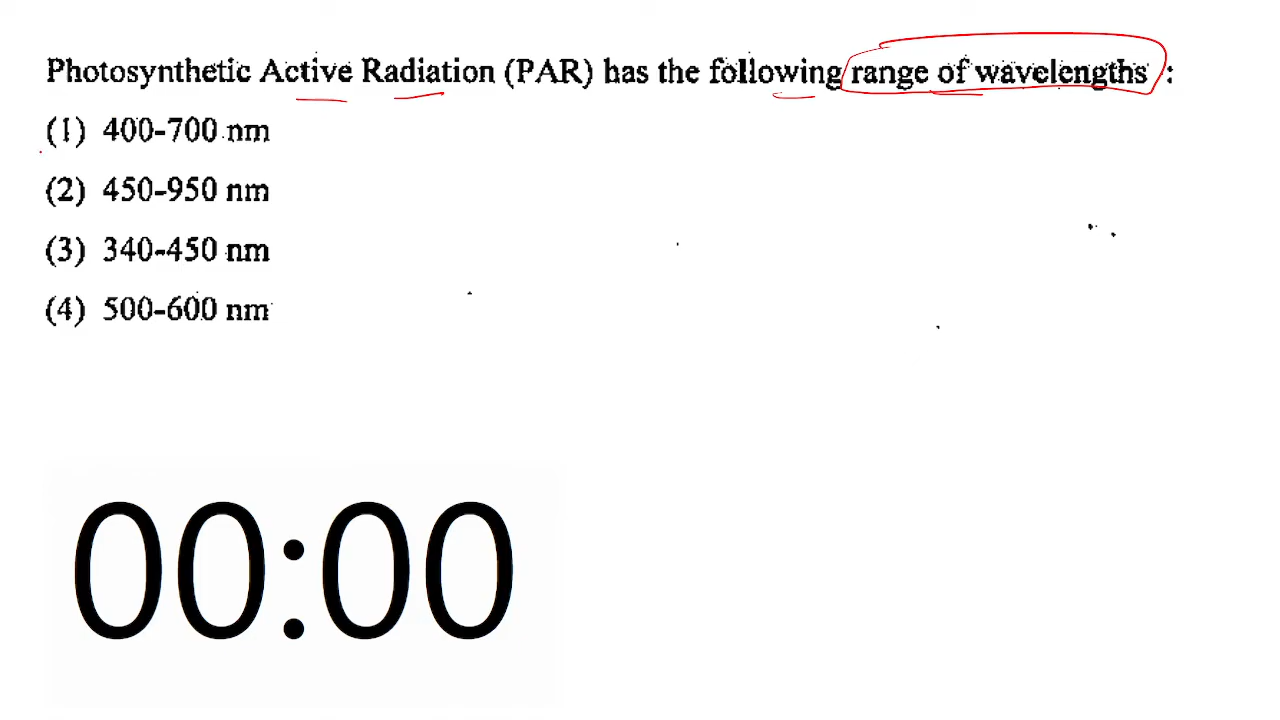 Photosynthetic Active Radiation (PAR) has the following range of wavelengths :
(1) 400-700 nm
(2) 450-950 nm
(3) 340-450 nm
(4) 500-600 nm
00:00